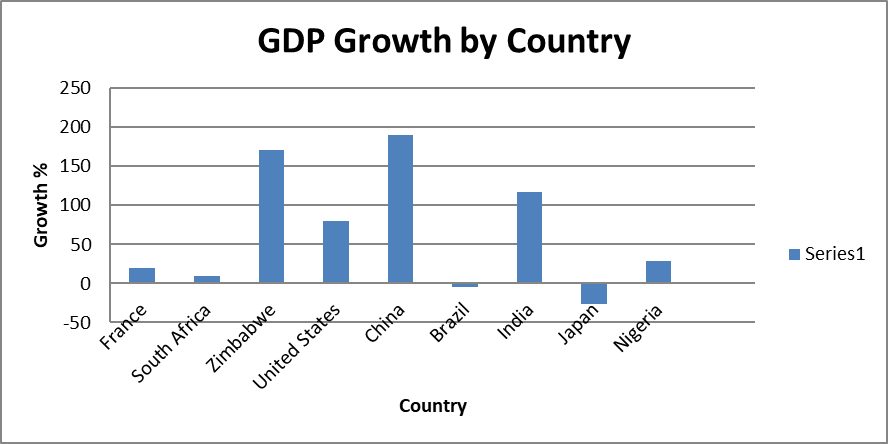 GDP Growth by Country
250
200
150
100
50
0
-50
Growth %
France
South Africa
Zimbabwe
United States
China
Brazil
India
Japan
Nigeria
Country
Series1